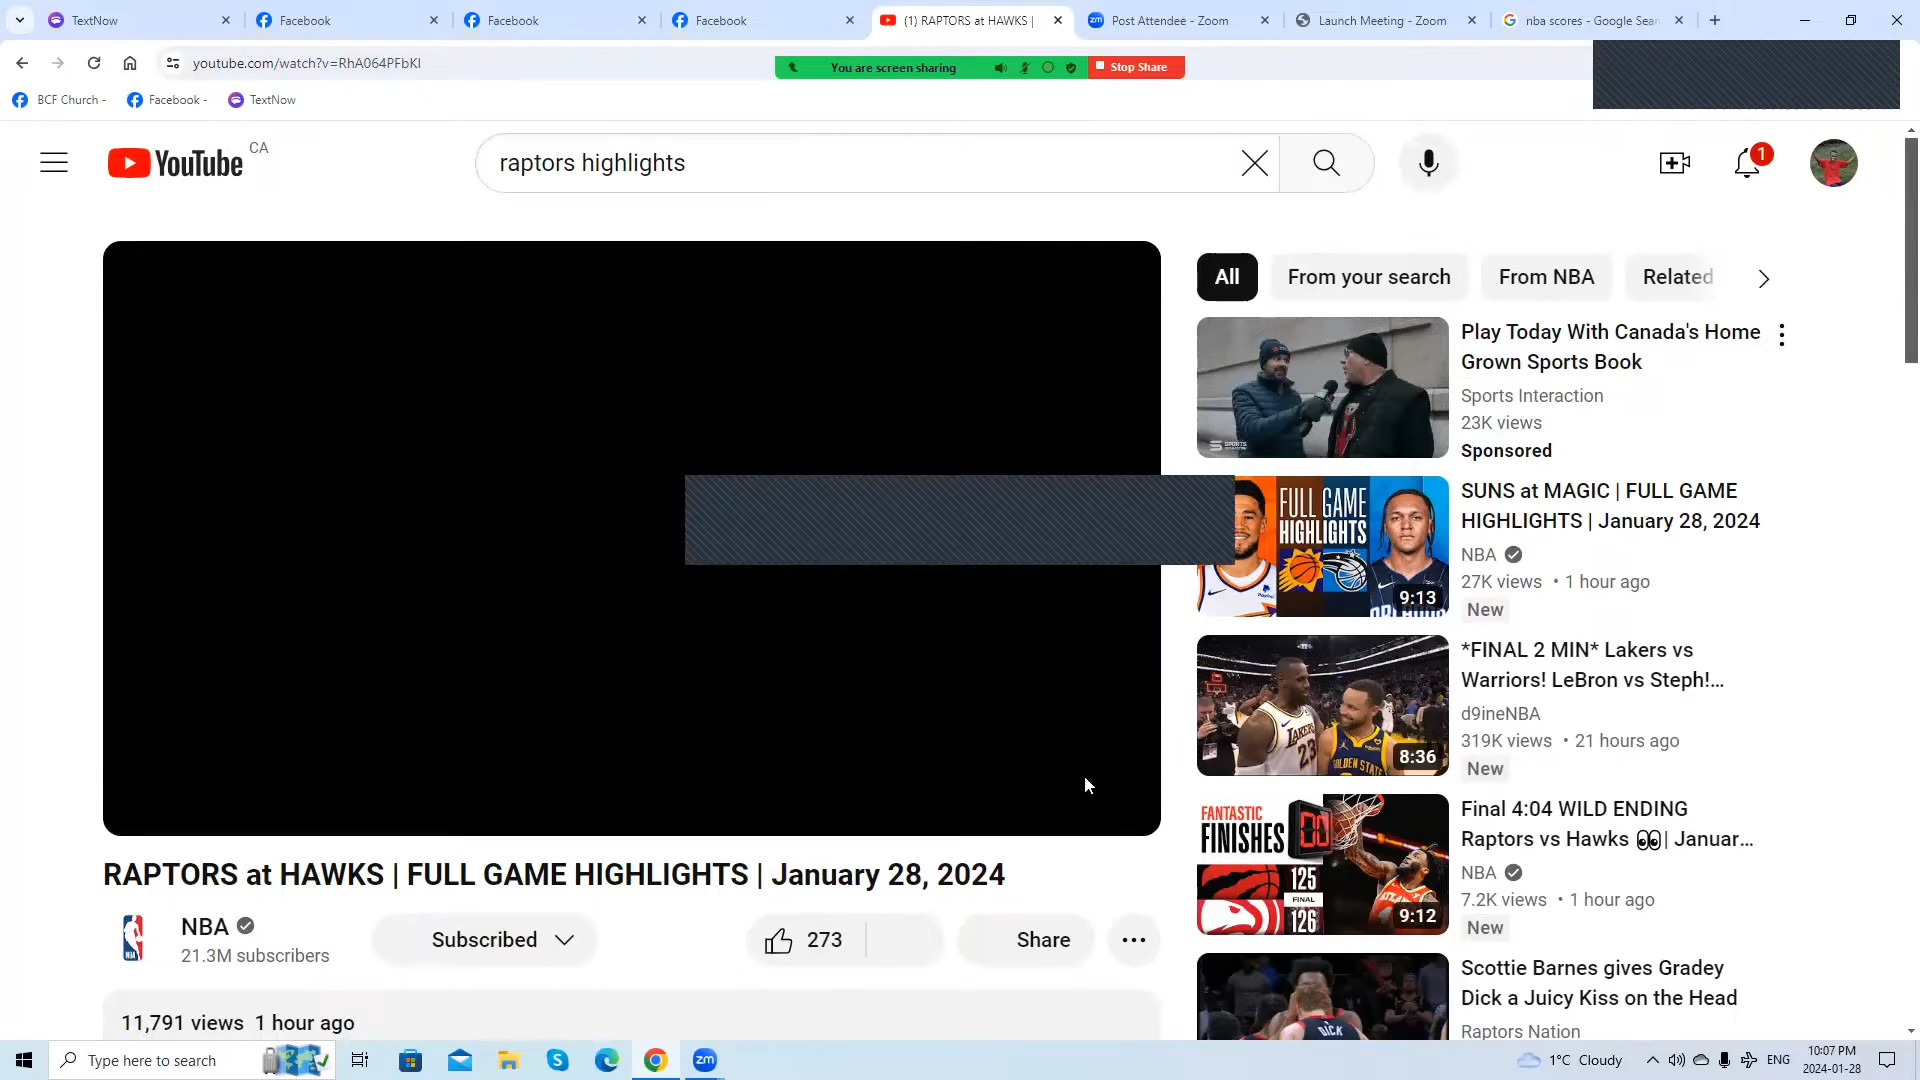 TextNow
Facebook
Facebook
Facebook
(1) RAPTORS at HAWKS |
Post Attendee - Zoom
Launch Meeting - Zoom
nba scores - Google Sear
youtube.com/watch?v=RhA064PFbKI
You are screen sharing
Stop Share
BCF Church -
Facebook -
TextNow
YouTube CA
raptors highlights
1
All
From your search
From NBA
Related
Play Today With Canada's Home
Grown Sports Book
Sports Interaction
23K views
Sponsored
FULL GAME
HIGHLIGHTS
9:13
SUNS at MAGIC | FULL GAME
HIGHLIGHTS | January 28, 2024
NBA
27K views • 1 hour ago
New
LAKERS
23
GOLDEN STATE
8:36
*FINAL 2 MIN* Lakers vs
Warriors! LeBron vs Steph!...
d9ineNBA
319K views • 21 hours ago
New
FANTASTIC
FINISHES
00
125
FINAL
126
9:12
Final 4:04 WILD ENDING
Raptors vs Hawks 👀| Januar...
NBA
7.2K views • 1 hour ago
New
DICK
Scottie Barnes gives Gradey
Dick a Juicy Kiss on the Head
Raptors Nation
RAPTORS at HAWKS | FULL GAME HIGHLIGHTS | January 28, 2024
NBA
21.3M subscribers
Subscribed
273
Share
11,791 views 1 hour ago
Type here to search
zm
1°C Cloudy
ENG
10:07 PM
2024-01-28